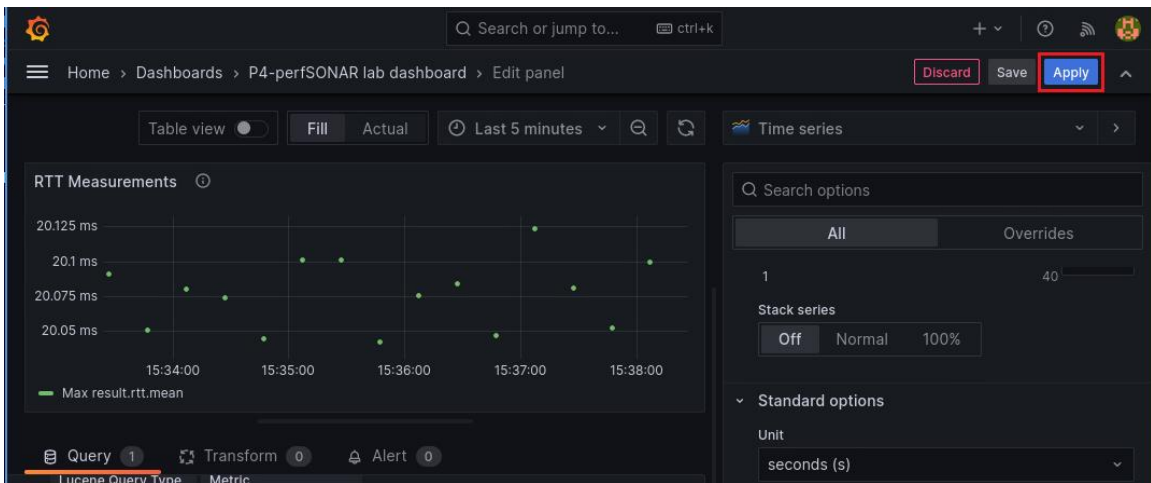 Search or jump to... ctrl+k
Home › Dashboards › P4-perfSONAR lab dashboard › Edit panel
Discard Save Apply
Table view Fill Actual Last 5 minutes
Time series
RTT Measurements
20.125 ms
20.1 ms
20.075 ms
20.05 ms
15:34:00 15:35:00 15:36:00 15:37:00 15:38:00
Max result.rtt.mean
Query 1 Transform 0 Alert 0
Lucene Query Type Metric
Search options
All Overrides
1 40
Stack series
Off Normal 100%
Standard options
Unit
seconds (s)